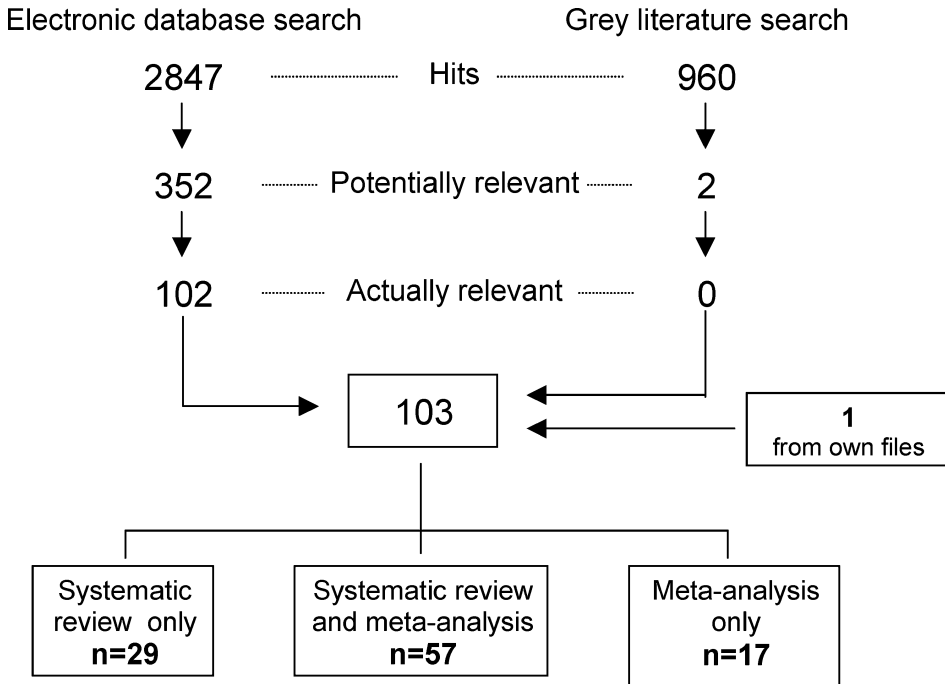 Electronic database search Grey literature search
2847 Hits 960
352 Potentially relevant 2
102 Actually relevant 0
103
1
from own files
Systematic
review only
n=29
Systematic review
and meta-analysis
n=57
Meta-analysis
only
n=17